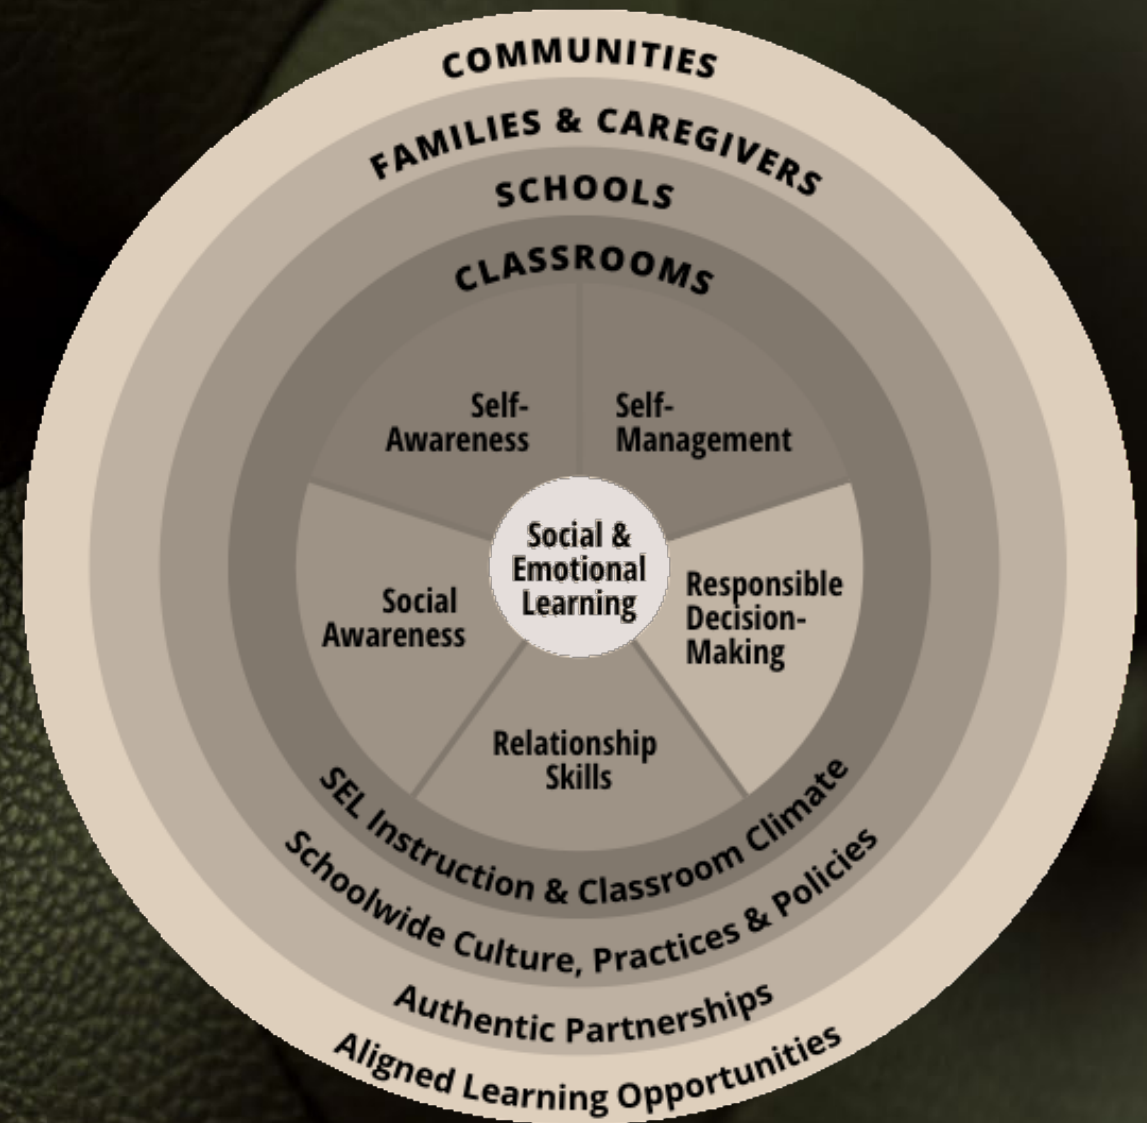 COMMUNITIES
FAMILIES & CAREGIVERS
SCHOOLS
CLASSROOMS
Self-
Awareness
Self-
Management
Social &
Emotional
Learning
Responsible
Decision-
Making
Social
Awareness
Relationship
Skills
SEL Instruction & Classroom Climate
Schoolwide Culture, Practices & Policies
Authentic Partnerships
Aligned Learning Opportunities